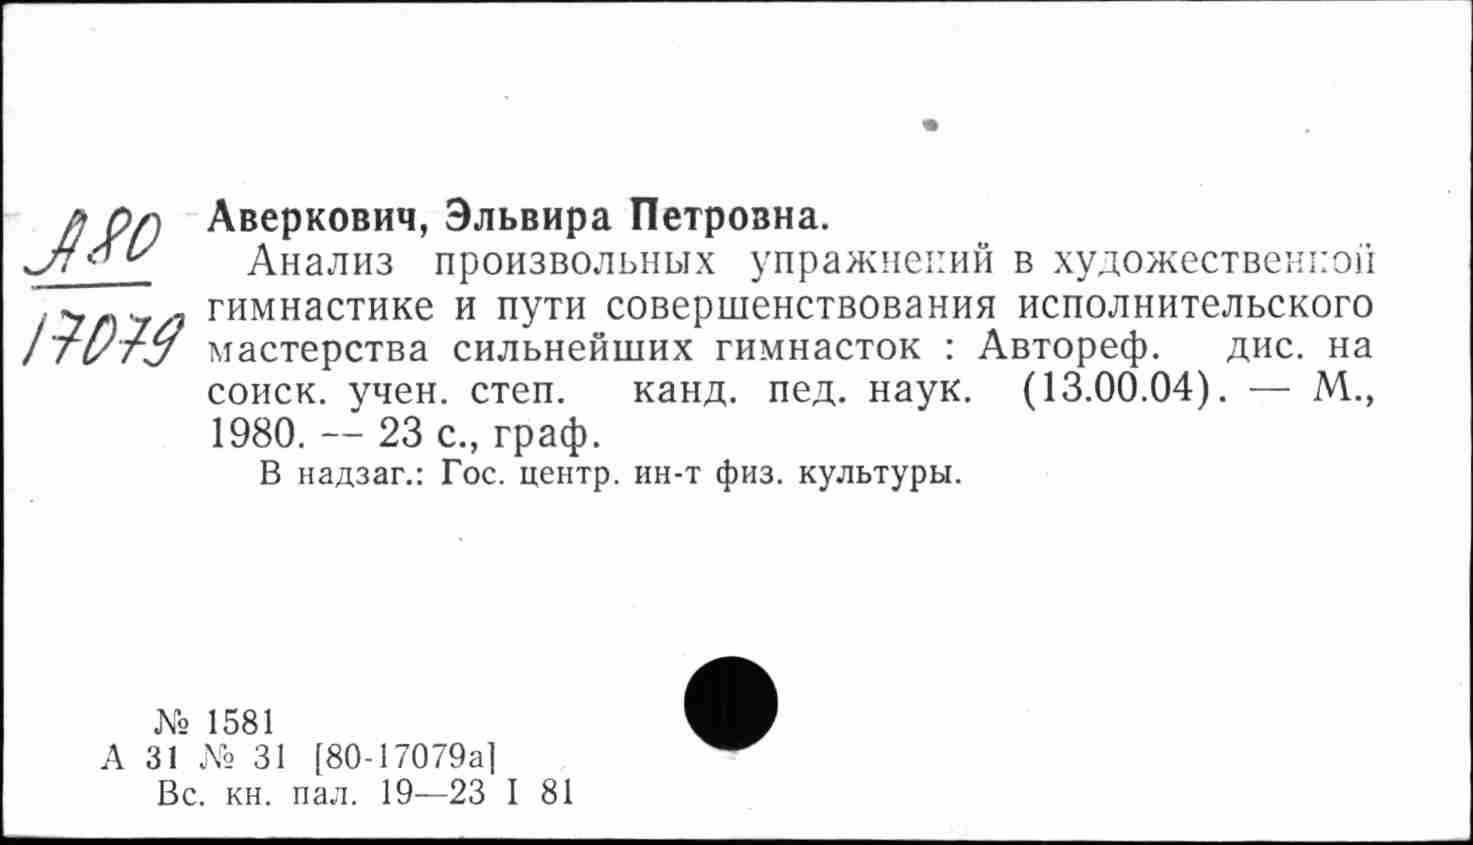 А80
17079
Аверкович, Эльвира Петровна.
Анализ произвольных упражнений в художественной
гимнастике и пути совершенствования исполнительского
мастерства сильнейших гимнасток : Автореф. дис. на
соиск. учен. степ. канд. пед. наук. (13.00.04). — М.,
1980. — 23 с., граф.
В надзаг.: Гос. центр. ин-т физ. культуры.
№ 1581
А 31 № 31 [80-17079а]
Вс. кн. пал. 19—23 I 81